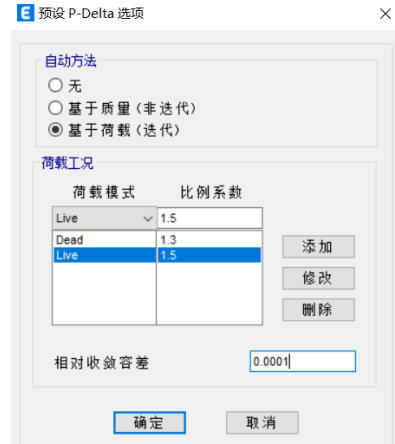 E 预设 P-Delta 选项
自动方法
无
基于质量(非迭代)
基于荷载(迭代)
荷载工况
荷载模式 比例系数
Live 1.5
Dead 1.3
Live 1.5
添加
修改
删除
相对收敛容差 0.0001
确定 取消